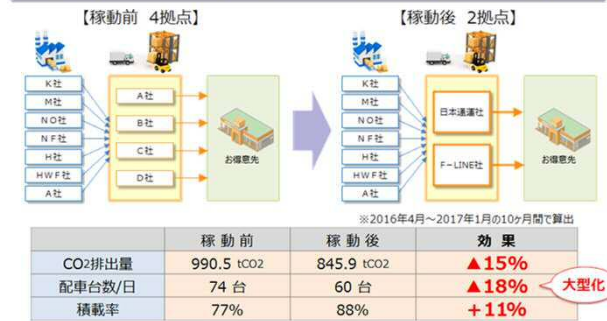 【稼動前 4拠点】
【稼動後 2拠点】
K社
M社
NO社
NF社
H社
HWF社
A社
A社
B社
C社
D社
お得意先
K社
M社
NO社
NF社
H社
HWF社
A社
日本通運社
F-LINE社
お得意先
※2016年4月～2017年1月の10ヶ月間で算出
稼動前 稼動後 効果
CO2排出量 990.5 tCO2 845.9 tCO2 ▲15%
配車台数/日 74 台 60 台 ▲18%
大型化
積載率 77% 88% +11%